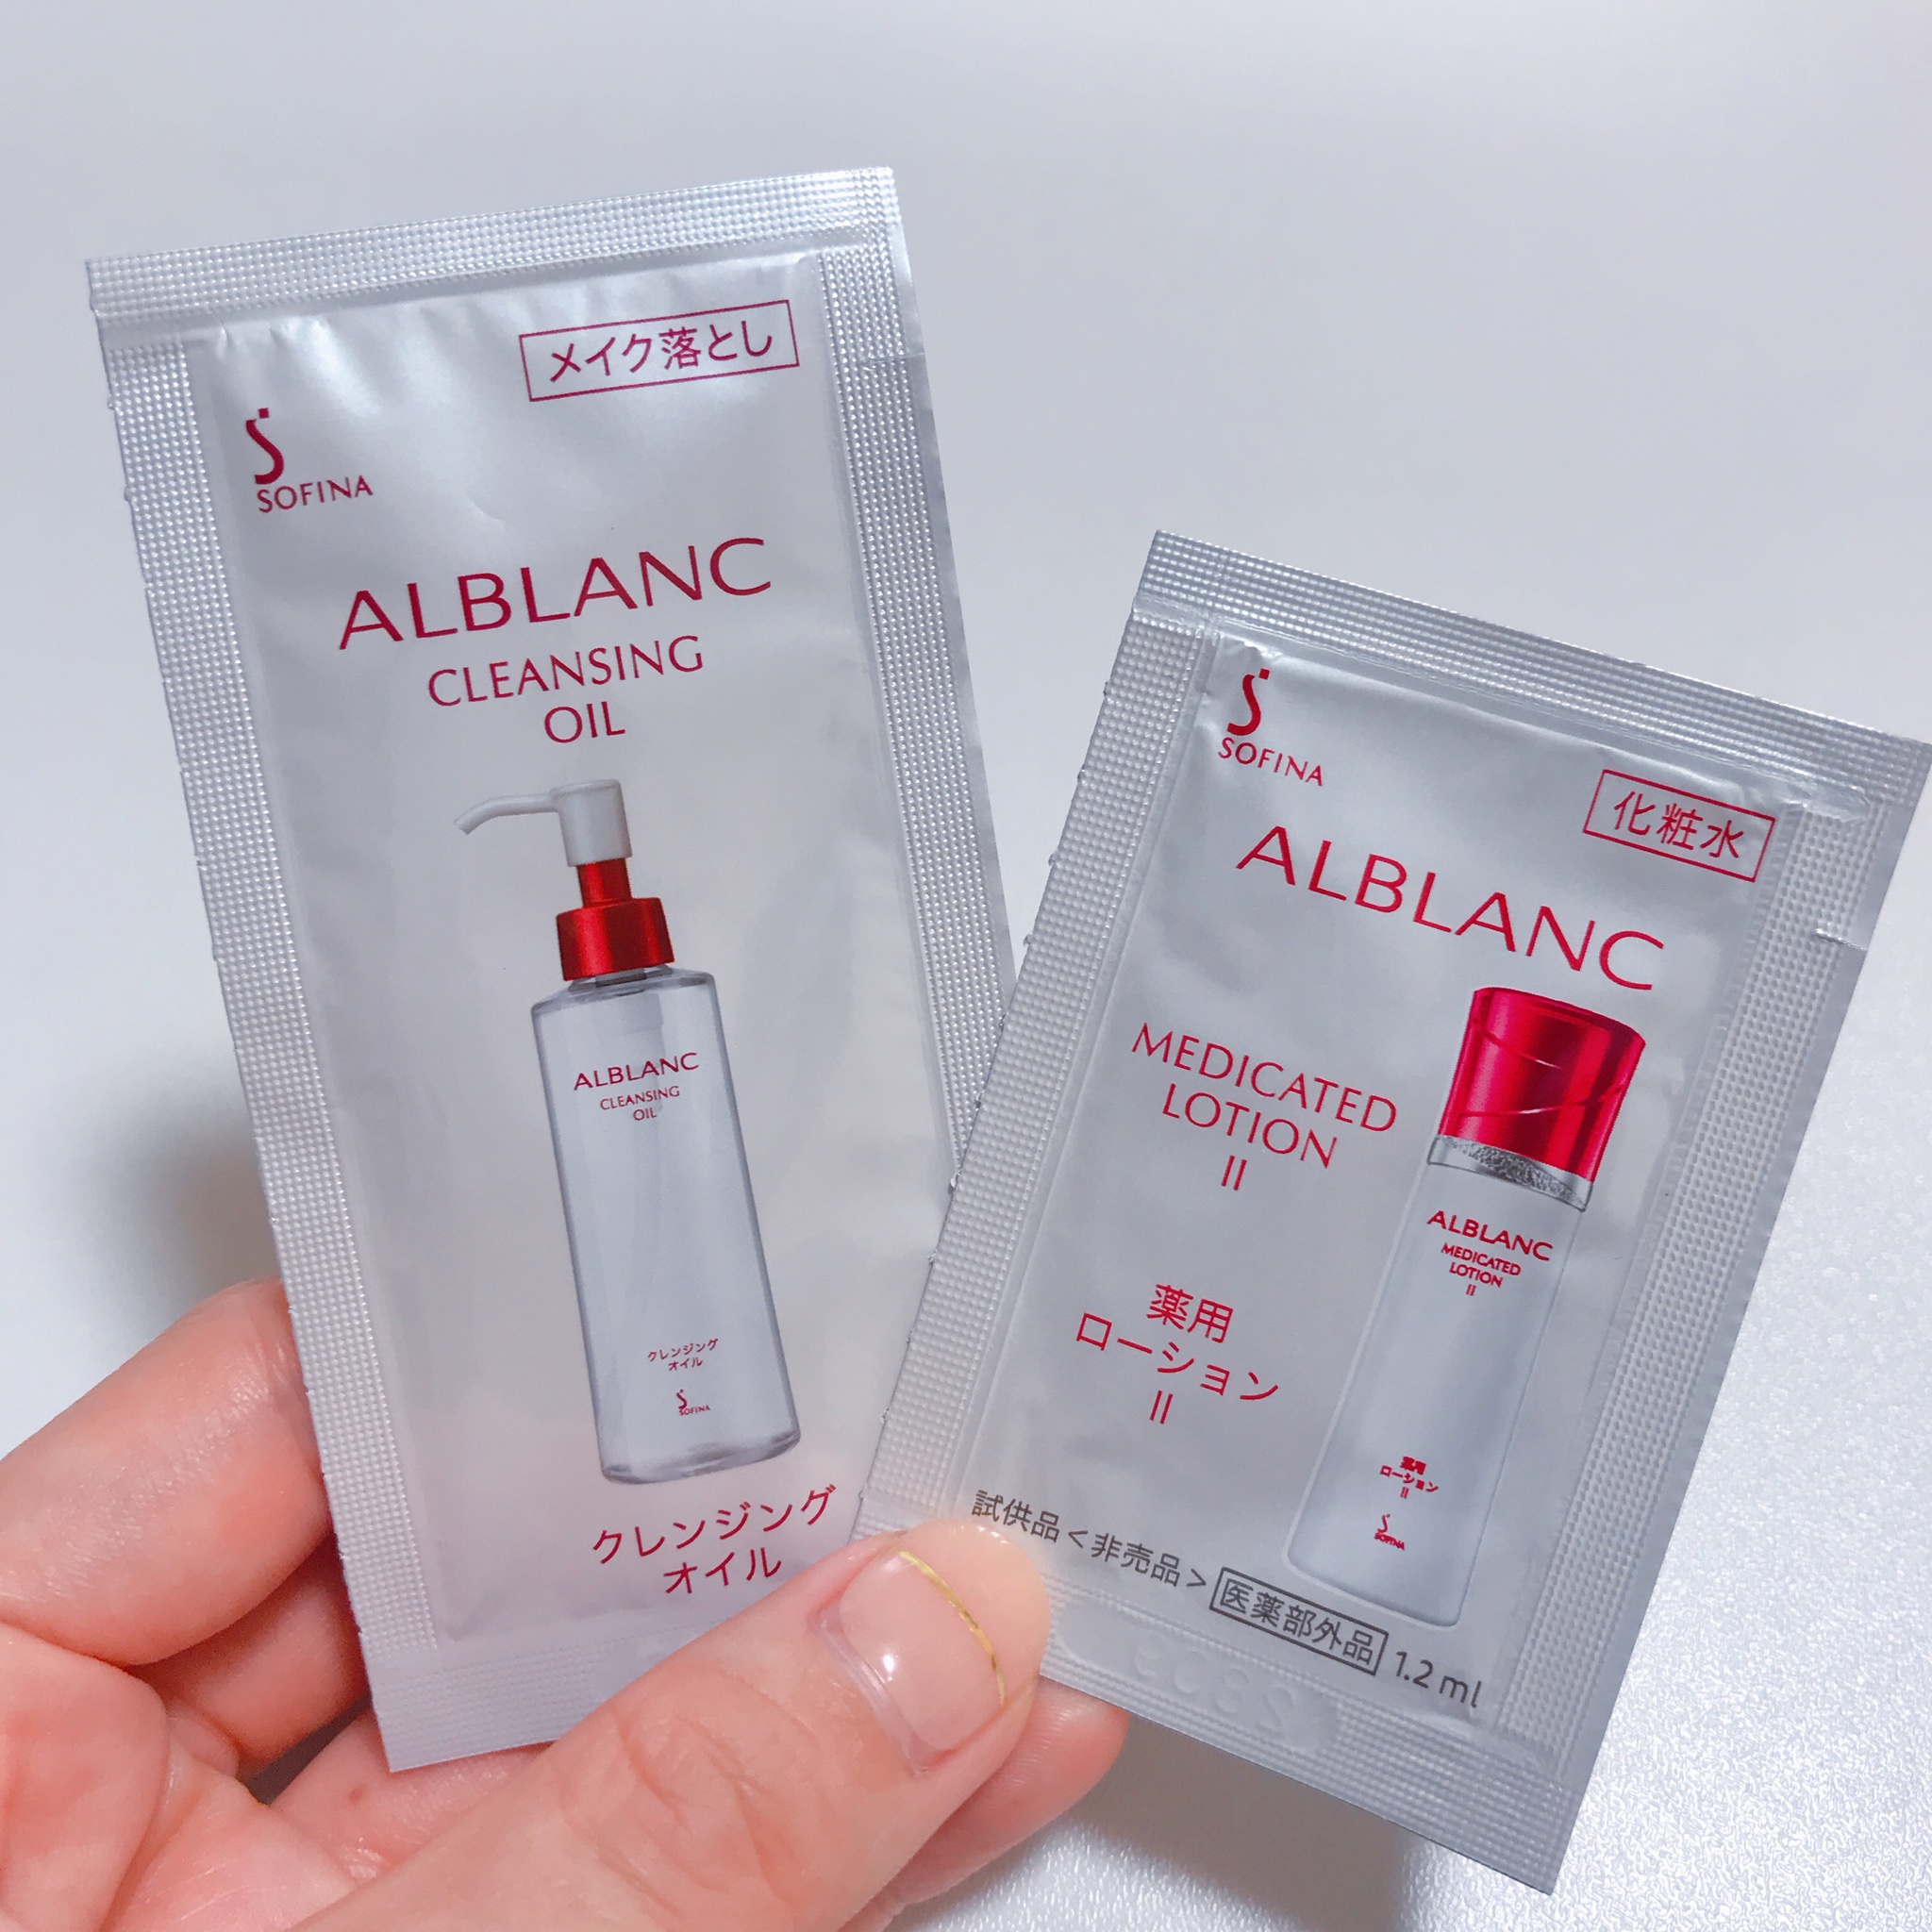 メイク落とし
SOFINA
ALBLANC
CLEANSING
OIL
ALBLANC
CLEANSING
OIL
クレンジング
オイル
SOFINA
クレンジング
オイル
SOFINA
化粧水
ALBLANC
MEDICATED
LOTION
II
ALBLANC
MEDICATED
LOTION
II
薬用
ローション
II
薬用
ローション
II
SOFINA
試供品<非売品> 医薬部外品 1.2ml